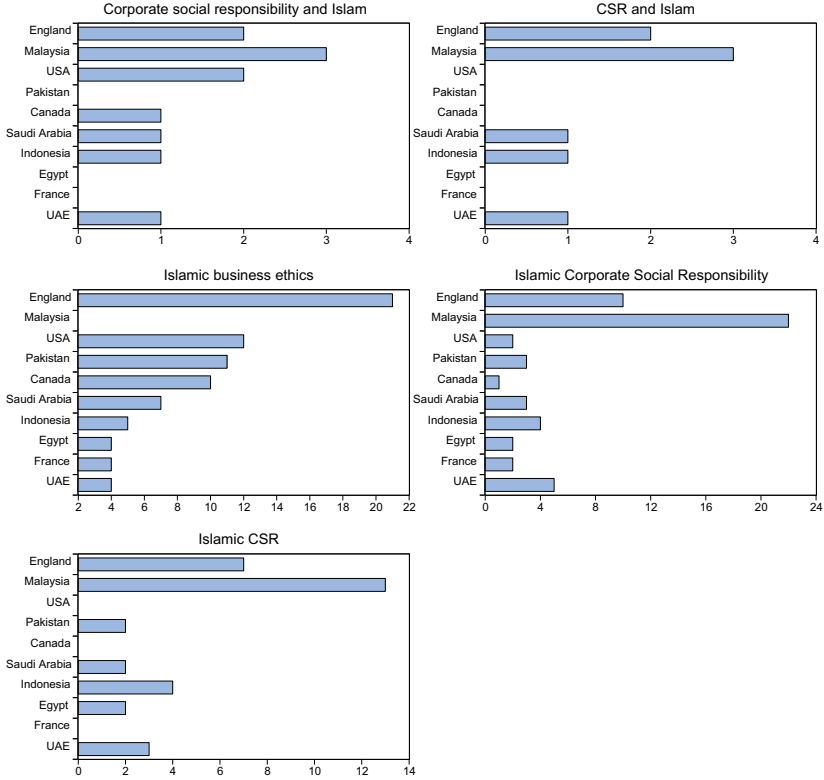 Corporate social responsibility and Islam
England
Malaysia
USA
Pakistan
Canada
Saudi Arabia
Indonesia
Egypt
France
UAE
0 1 2 3 4
CSR and Islam
England
Malaysia
USA
Pakistan
Canada
Saudi Arabia
Indonesia
Egypt
France
UAE
0 1 2 3 4
Islamic business ethics
England
Malaysia
USA
Pakistan
Canada
Saudi Arabia
Indonesia
Egypt
France
UAE
2 4 6 8 10 12 14 16 18 20 22
Islamic Corporate Social Responsibility
England
Malaysia
USA
Pakistan
Canada
Saudi Arabia
Indonesia
Egypt
France
UAE
0 4 8 12 16 20 24
Islamic CSR
England
Malaysia
USA
Pakistan
Canada
Saudi Arabia
Indonesia
Egypt
France
UAE
0 2 4 6 8 10 12 14